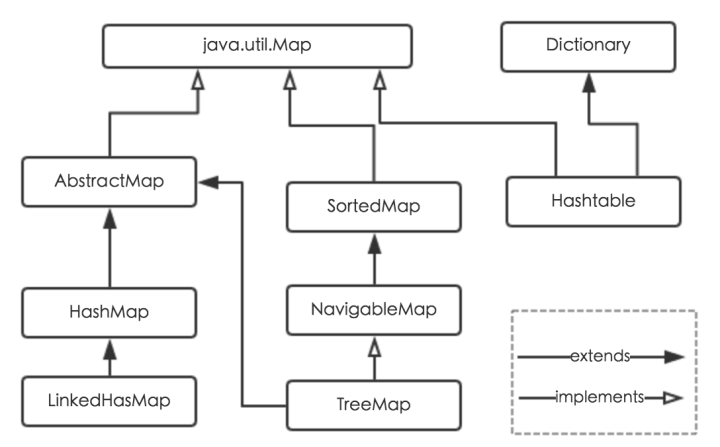 java.util.Map
Dictionary
AbstractMap
SortedMap
Hashtable
HashMap
NavigableMap
LinkedHasMap
TreeMap
extends
implements